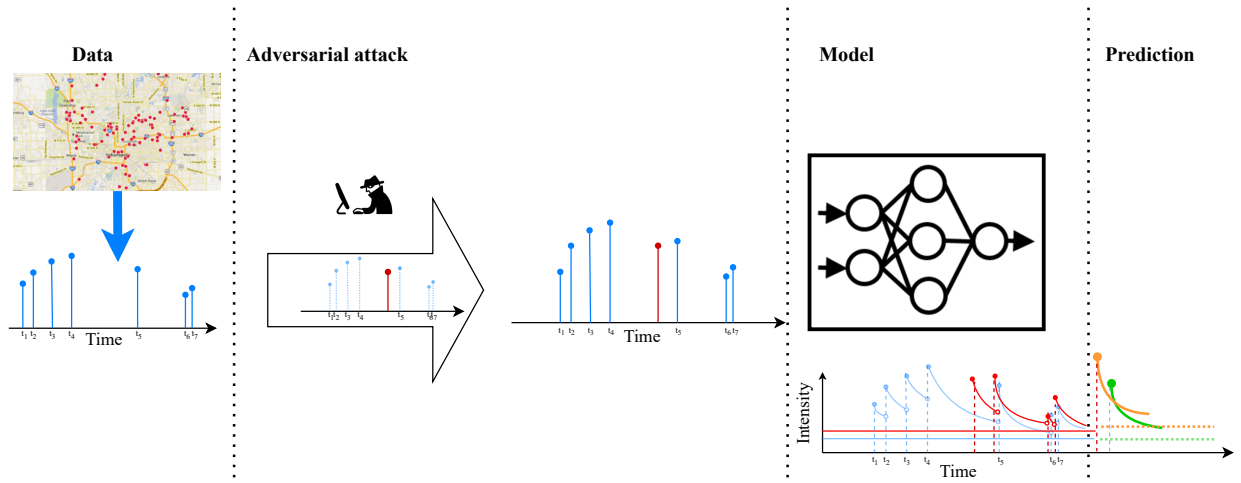 Data
Adversarial attack
Model
Prediction
t1 t2 t3 t4 t5 t6 t7
Time
t1 t2 t3 t4 t5 t6 t7
t1 t2 t3 t4 t5 t6 t7
Time
Intensity
t1 t2 t3 t4 t5 t6 t7
Time